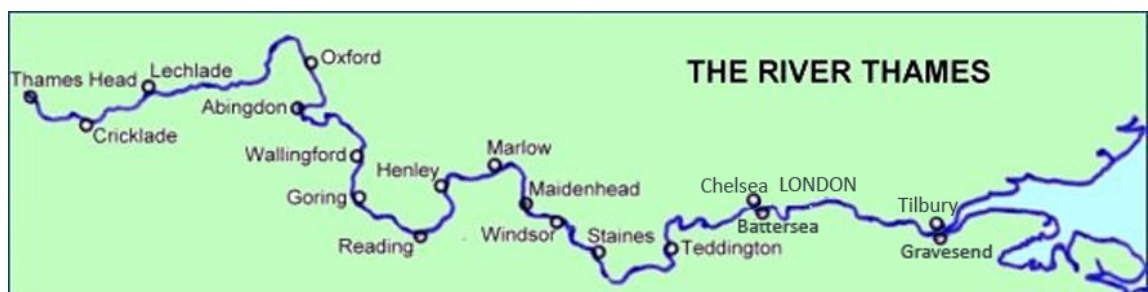 THE RIVER THAMES
Thames Head
Cricklade
Lechlade
Oxford
Abingdon
Wallingford
Goring
Reading
Henley
Marlow
Maidenhead
Windsor
Staines
Teddington
Chelsea
LONDON
Battersea
Tilbury
Gravesend